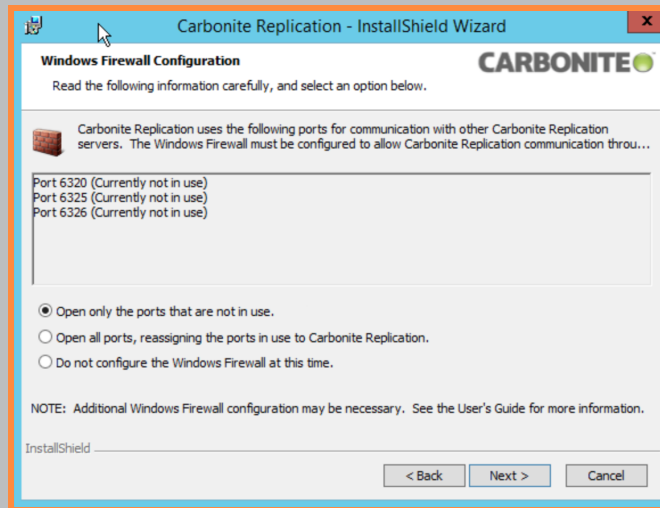 Carbonite Replication - InstallShield Wizard
x
Windows Firewall Configuration
CARBONITE
Read the following information carefully, and select an option below.
Carbonite Replication uses the following ports for communication with other Carbonite Replication
servers. The Windows Firewall must be configured to allow Carbonite Replication communication throu...
Port 6320 (Currently not in use)
Port 6325 (Currently not in use)
Port 6326 (Currently not in use)
Open only the ports that are not in use.
Open all ports, reassigning the ports in use to Carbonite Replication.
Do not configure the Windows Firewall at this time.
NOTE: Additional Windows Firewall configuration may be necessary. See the User's Guide for more information.
InstallShield
< Back Next > Cancel